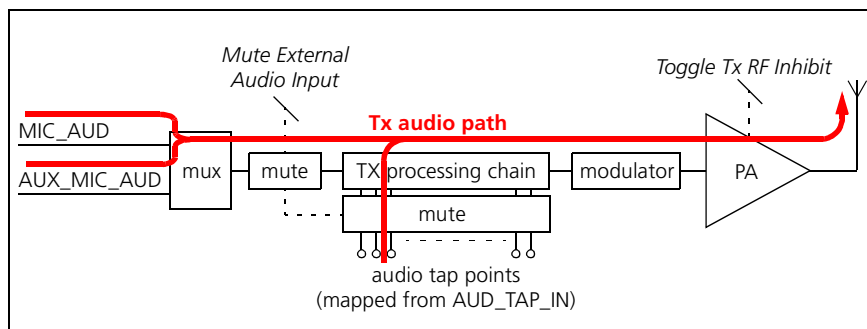 Mute External
Audio Input
Toggle Tx RF Inhibit
MIC_AUD
Tx audio path
AUX_MIC_AUD
mux
mute
TX processing chain
modulator
PA
mute
audio tap points
(mapped from AUD_TAP_IN)